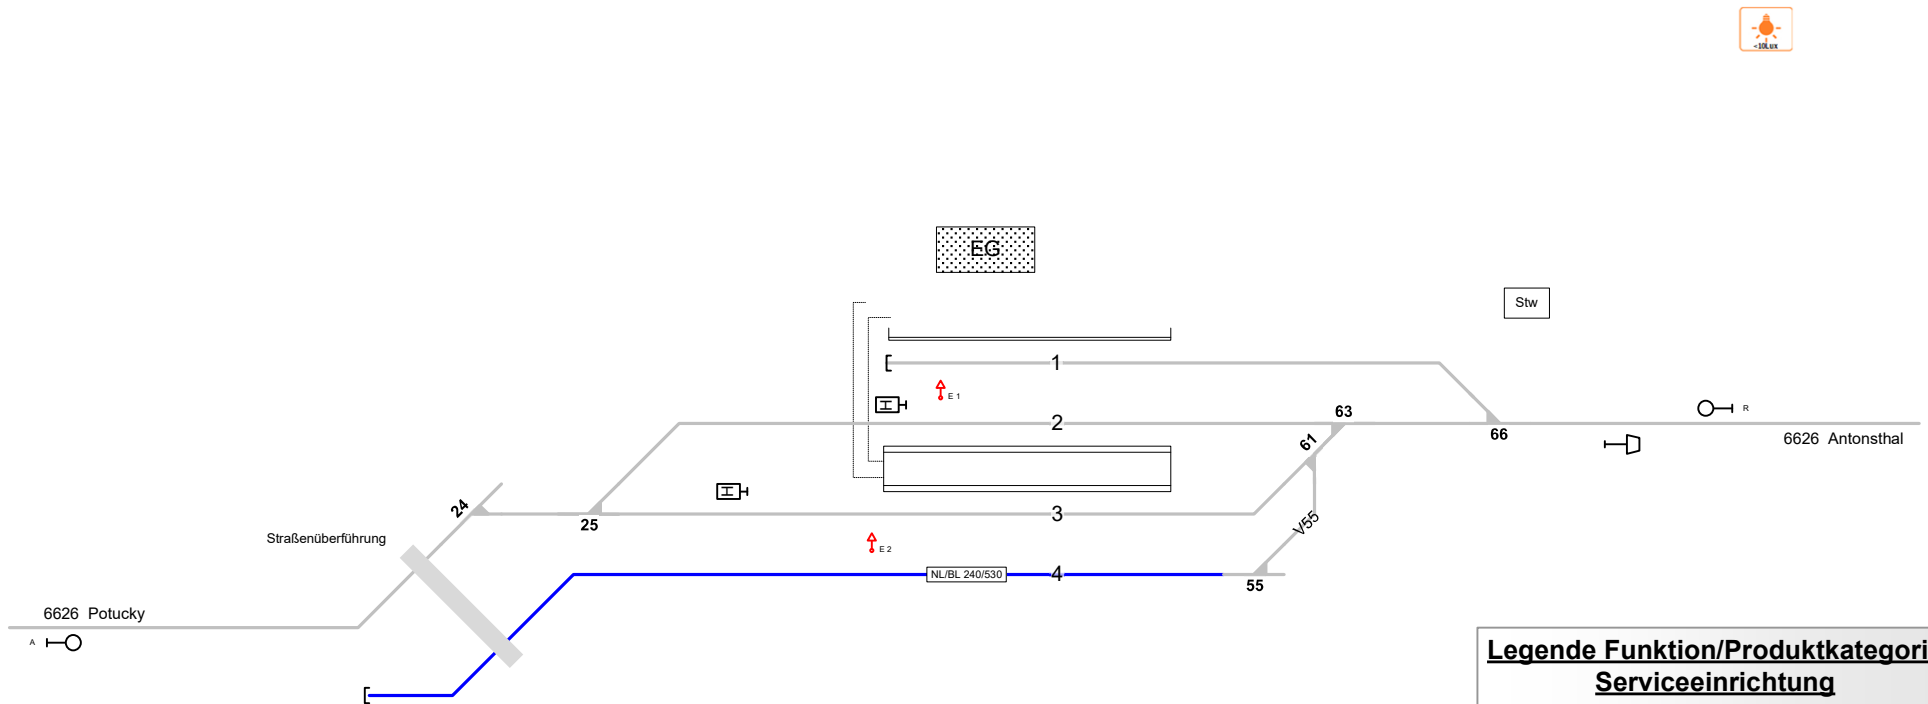 <10Lux
EG
Stw
1
E 1
2
63
R
61
66
6626 Antonsthal
24
25
3
V55
Straßenüberführung
E 2
NL/BL 240/530
4
55
6626 Potucky
A
Legende Funktion/Produktkategori
Serviceeinrichtung